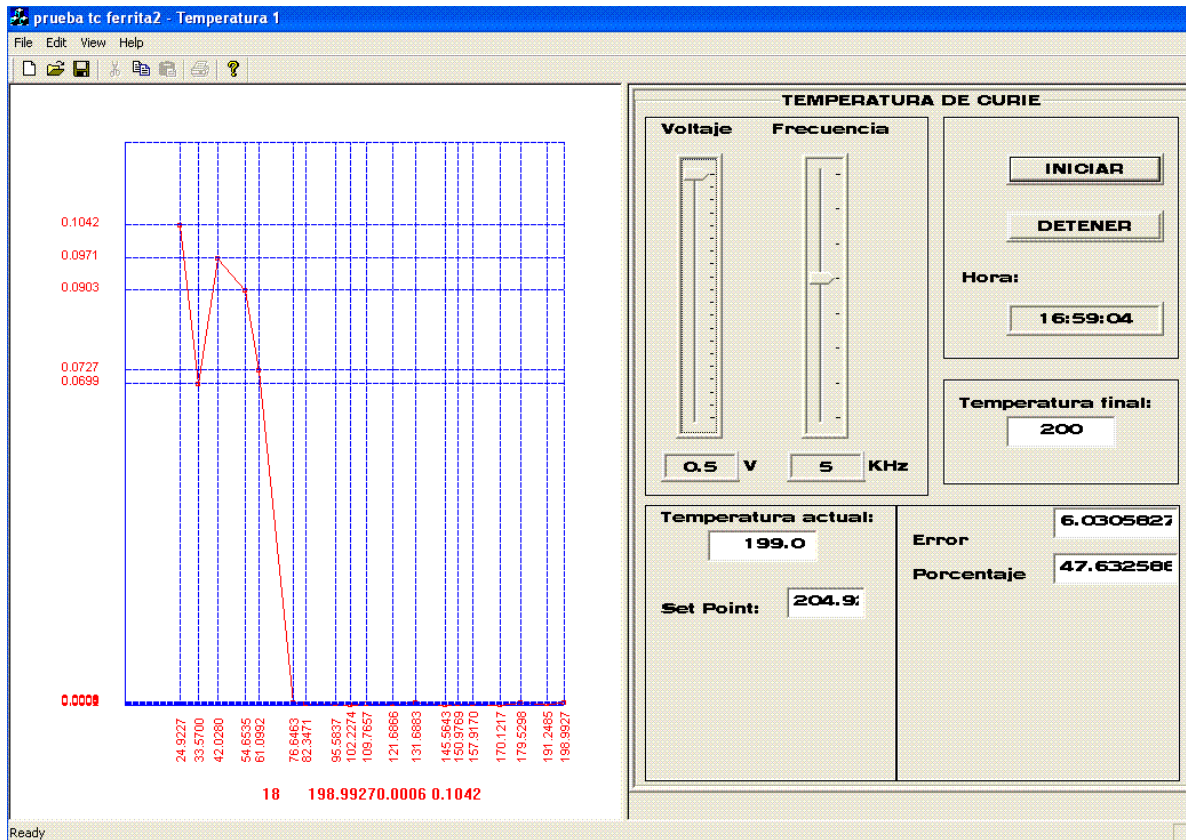 prueba tc ferrita2 - Temperatura 1
File Edit View Help
TEMPERATURA DE CURIE
Voltaje Frecuencia
INICIAR
DETENER
Hora:
16:59:04
Temperatura final:
200
0.5 V 5 KHz
Temperatura actual:
199.0
Set Point: 204.92
Error 6.0305827
Porcentaje 47.632586
0.1042
0.0971
0.0903
0.0727
0.0699
24.9227
33.5700
42.0280
54.6535
61.0992
76.6463
82.3471
95.5837
102.2274
109.7657
121.6866
131.6883
145.5643
150.9769
157.9170
170.1217
179.5298
191.2485
198.9927
18 198.99270.0006 0.1042
Ready